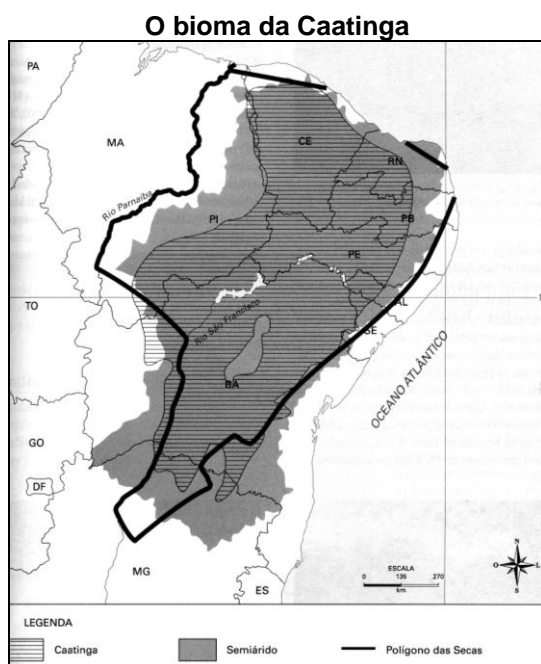 O bioma da Caatinga
PA
MA
CE
RN
Rio Parnaíba
PI
PB
PE
TO
AL
Rio São Francisco
SE
BA
OCEANO ATLÂNTICO
GO
DF
MG
ES
ESCALA
0 135 270
km
N
O L
S
LEGENDA
Caatinga Semiárido Polígono das Secas